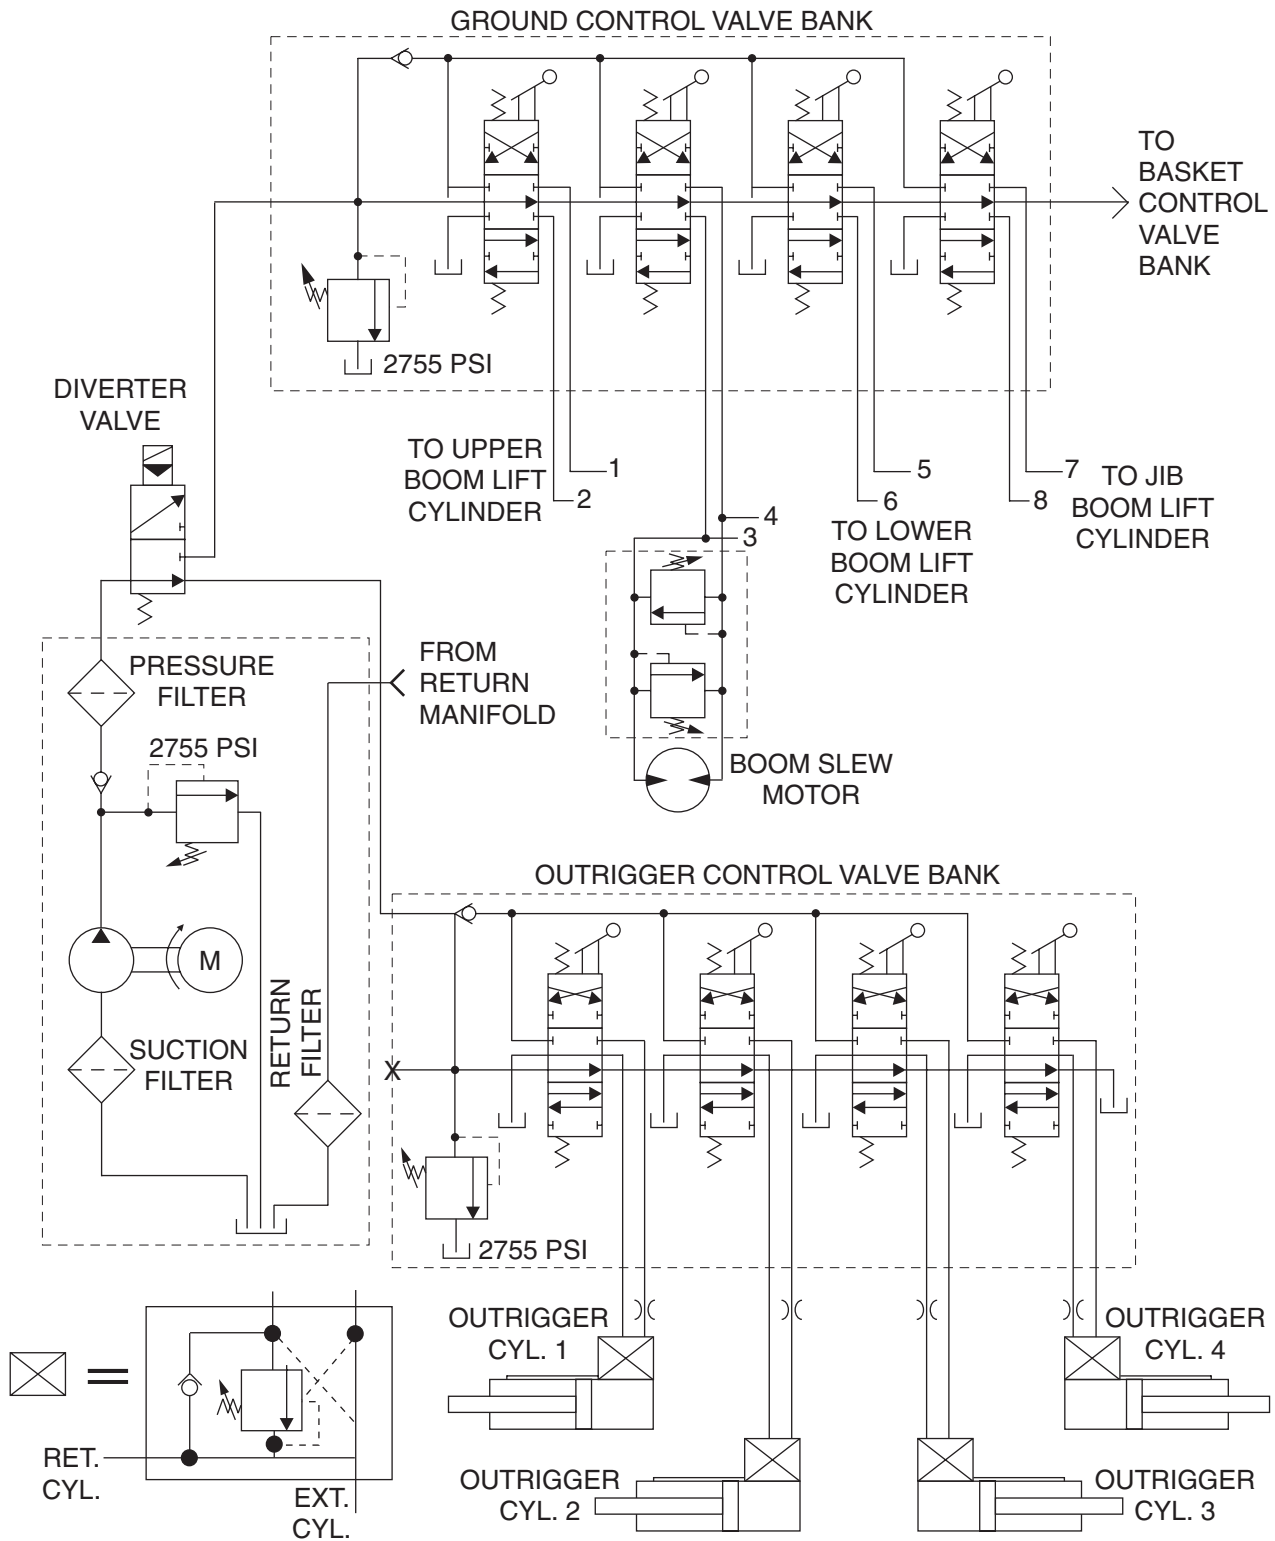 GROUND CONTROL VALVE BANK
TO
BASKET
CONTROL
VALVE
BANK
2755 PSI
DIVERTER
VALVE
TO UPPER
BOOM LIFT
CYLINDER
1
2
4
3
5
6
TO LOWER
BOOM LIFT
CYLINDER
7
8
TO JIB
BOOM LIFT
CYLINDER
PRESSURE
FILTER
FROM
RETURN
MANIFOLD
2755 PSI
BOOM SLEW
MOTOR
OUTRIGGER CONTROL VALVE BANK
M
RETURN
FILTER
SUCTION
FILTER
X
2755 PSI
OUTRIGGER
CYL. 1
OUTRIGGER
CYL. 4
RET.
CYL.
EXT.
CYL.
OUTRIGGER
CYL. 2
OUTRIGGER
CYL. 3